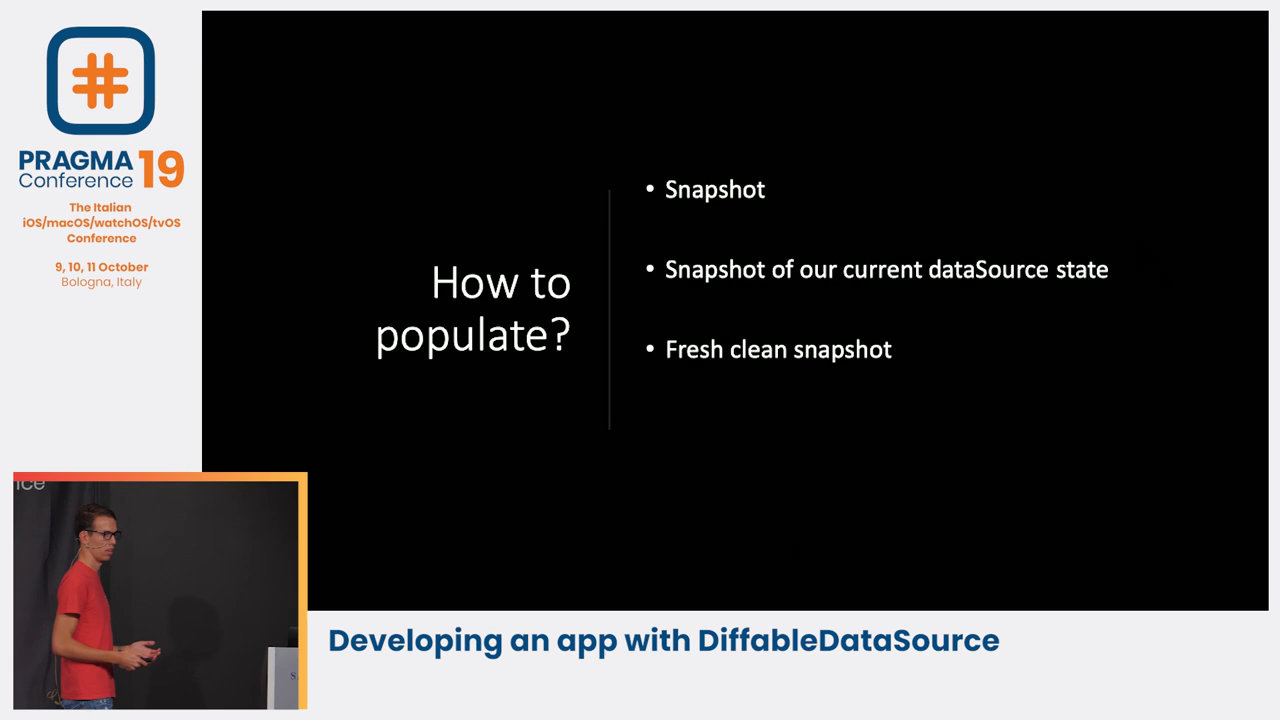 PRAGMA 19
Conference
The Italian
iOS/macOS/watchOS/tvOS
Conference
9, 10, 11 October
Bologna, Italy
How to
populate?
• Snapshot
• Snapshot of our current dataSource state
• Fresh clean snapshot
Developing an app with DiffableDataSource